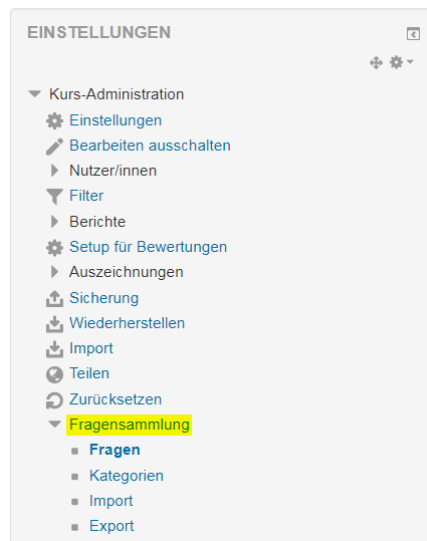 EINSTELLUNGEN
Kurs-Administration
Einstellungen
Bearbeiten ausschalten
Nutzer/innen
Filter
Berichte
Setup für Bewertungen
Auszeichnungen
Sicherung
Wiederherstellen
Import
Teilen
Zurücksetzen
Fragensammlung
Fragen
Kategorien
Import
Export